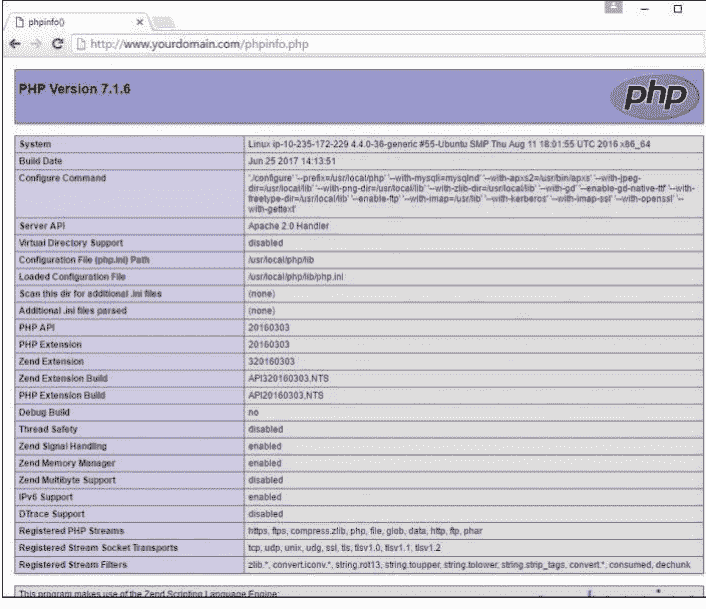 phpinfo()
http://www.yourdomain.com/phpinfo.php
PHP Version 7.1.6
php
System Linux ip-10-235-172-229 4.4.0-36-generic #55-Ubuntu SMP Thu Aug 11 18:01:55 UTC 2016 x86_64
Build Date Jun 25 2017 14:13:51
Configure Command './configure' '--prefix=/usr/local/php' '--with-mysqli=mysqlnd' '--with-apxs2=/usr/bin/apxs' '--with-jpeg-
dir=/usr/local/lib' '--with-png-dir=/usr/local/lib' '--with-zlib-dir=/usr/local/lib' '--with-gd' '--enable-gd-native-ttf' '--with-
freetype-dir=/usr/local/lib' '--enable-ftp' '--with-imap=/usr/lib' '--with-kerberos' '--with-imap-ssl' '--with-openssl' '--
with-gettext'
Server API Apache 2.0 Handler
Virtual Directory Support disabled
Configuration File (php.ini) Path /usr/local/php/lib
Loaded Configuration File /usr/local/php/lib/php.ini
Scan this dir for additional .ini files (none)
Additional .ini files parsed (none)
PHP API 20160303
PHP Extension 20160303
Zend Extension 320160303
Zend Extension Build API320160303,NTS
PHP Extension Build API20160303,NTS
Debug Build no
Thread Safety disabled
Zend Signal Handling enabled
Zend Memory Manager enabled
Zend Multibyte Support disabled
IPv6 Support enabled
DTrace Support disabled
Registered PHP Streams https, ftps, compress.zlib, php, file, glob, data, http, ftp, phar
Registered Stream Socket Transports tcp, udp, unix, udg, ssl, tls, tlsv1.0, tlsv1.1, tlsv1.2
Registered Stream Filters zlib.*, convert.iconv.*, string.rot13, string.toupper, string.tolower, string.strip_tags, convert.*, consumed, dechunk
This program makes use of the Zend Scripting Language Engine: